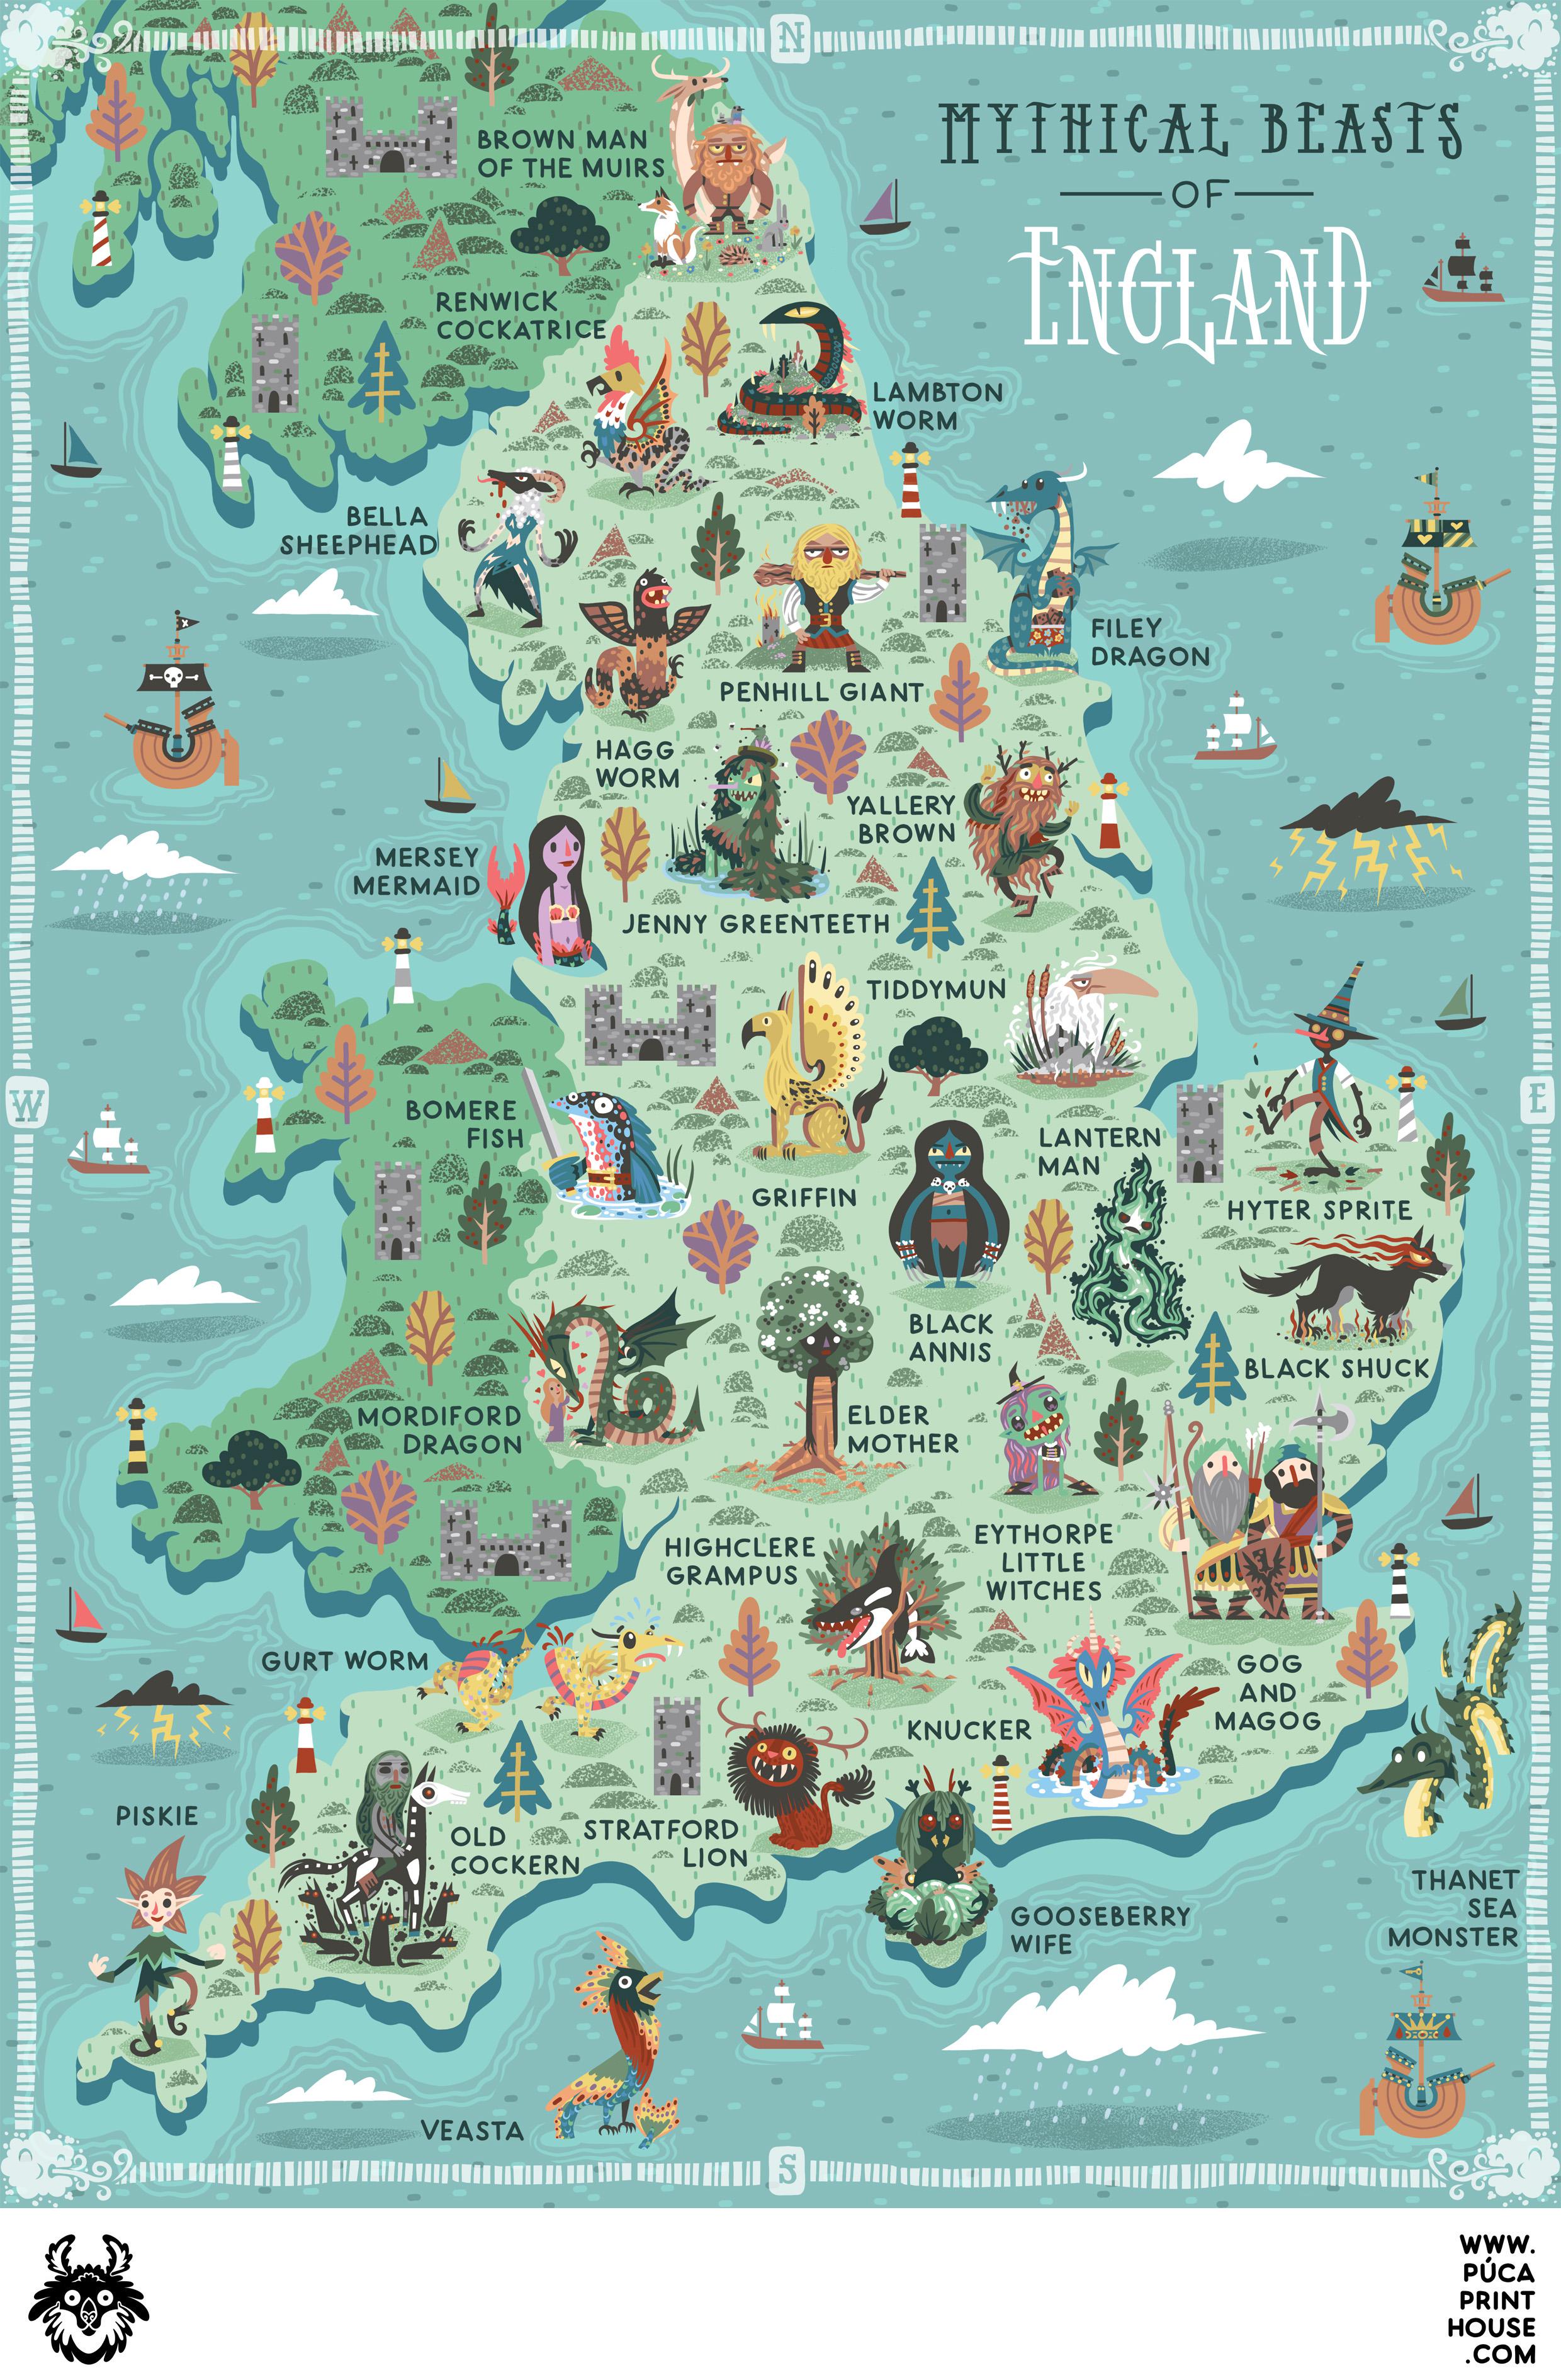 N
MYTHICAL BEASTS
OF
ENGLAND
BROWN MAN
OF THE MUIRS
RENWICK
COCKATRICE
LAMBTON
WORM
BELLA
SHEEPHEAD
FILEY
DRAGON
PENHILL GIANT
HAGG
WORM
YALLERY
BROWN
MERSEY
MERMAID
JENNY GREENTEETH
TIDDYMUN
W
E
BOMERE
FISH
LANTERN
MAN
GRIFFIN
HYTER SPRITE
BLACK
ANNIS
BLACK SHUCK
MORDIFORD
DRAGON
ELDER
MOTHER
HIGHCLERE
GRAMPUS
EYTHORPE
LITTLE
WITCHES
GURT WORM
GOG
AND
MAGOG
KNUCKER
PISKIE
OLD
COCKERN
STRATFORD
LION
THANET
SEA
MONSTER
GOOSEBERRY
WIFE
VEASTA
S
WWW.
PÚCA
PRINT
HOUSE
.COM